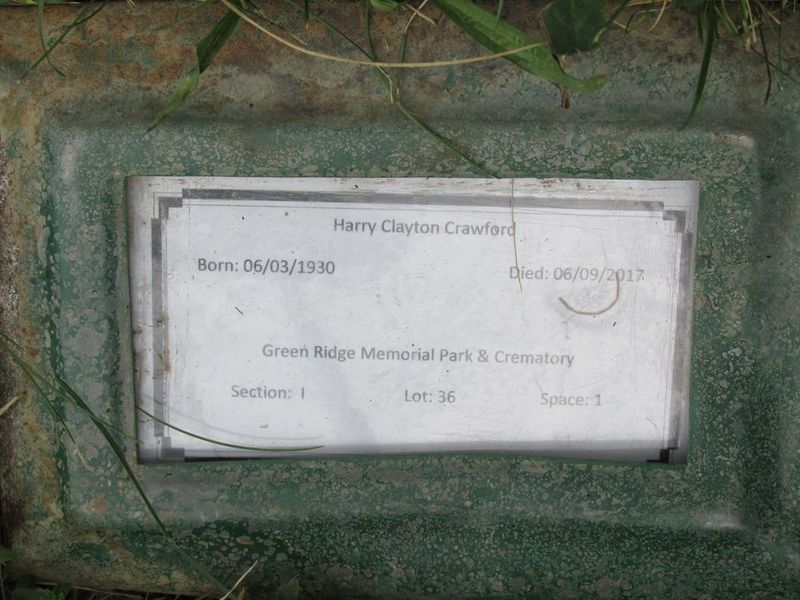 Harry Clayton Crawford
Born: 06/03/1930 Died: 06/09/2017
Green Ridge Memorial Park & Crematory
Section: I Lot: 36 Space: 1